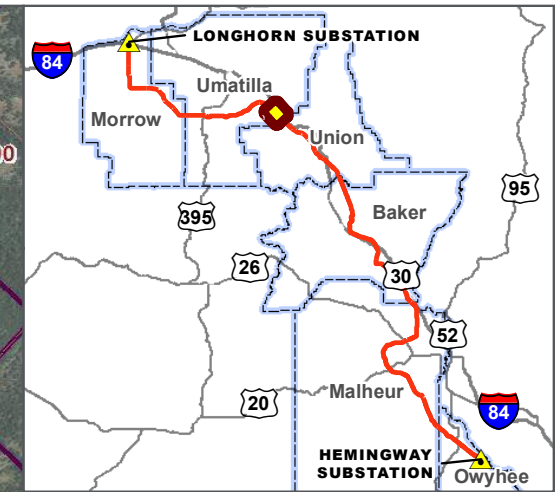 LONGHORN SUBSTATION
84
Umatilla
Morrow
Union
95
395
Baker
26
30
52
Malheur
20
84
HEMINGWAY
SUBSTATION
Owyhee